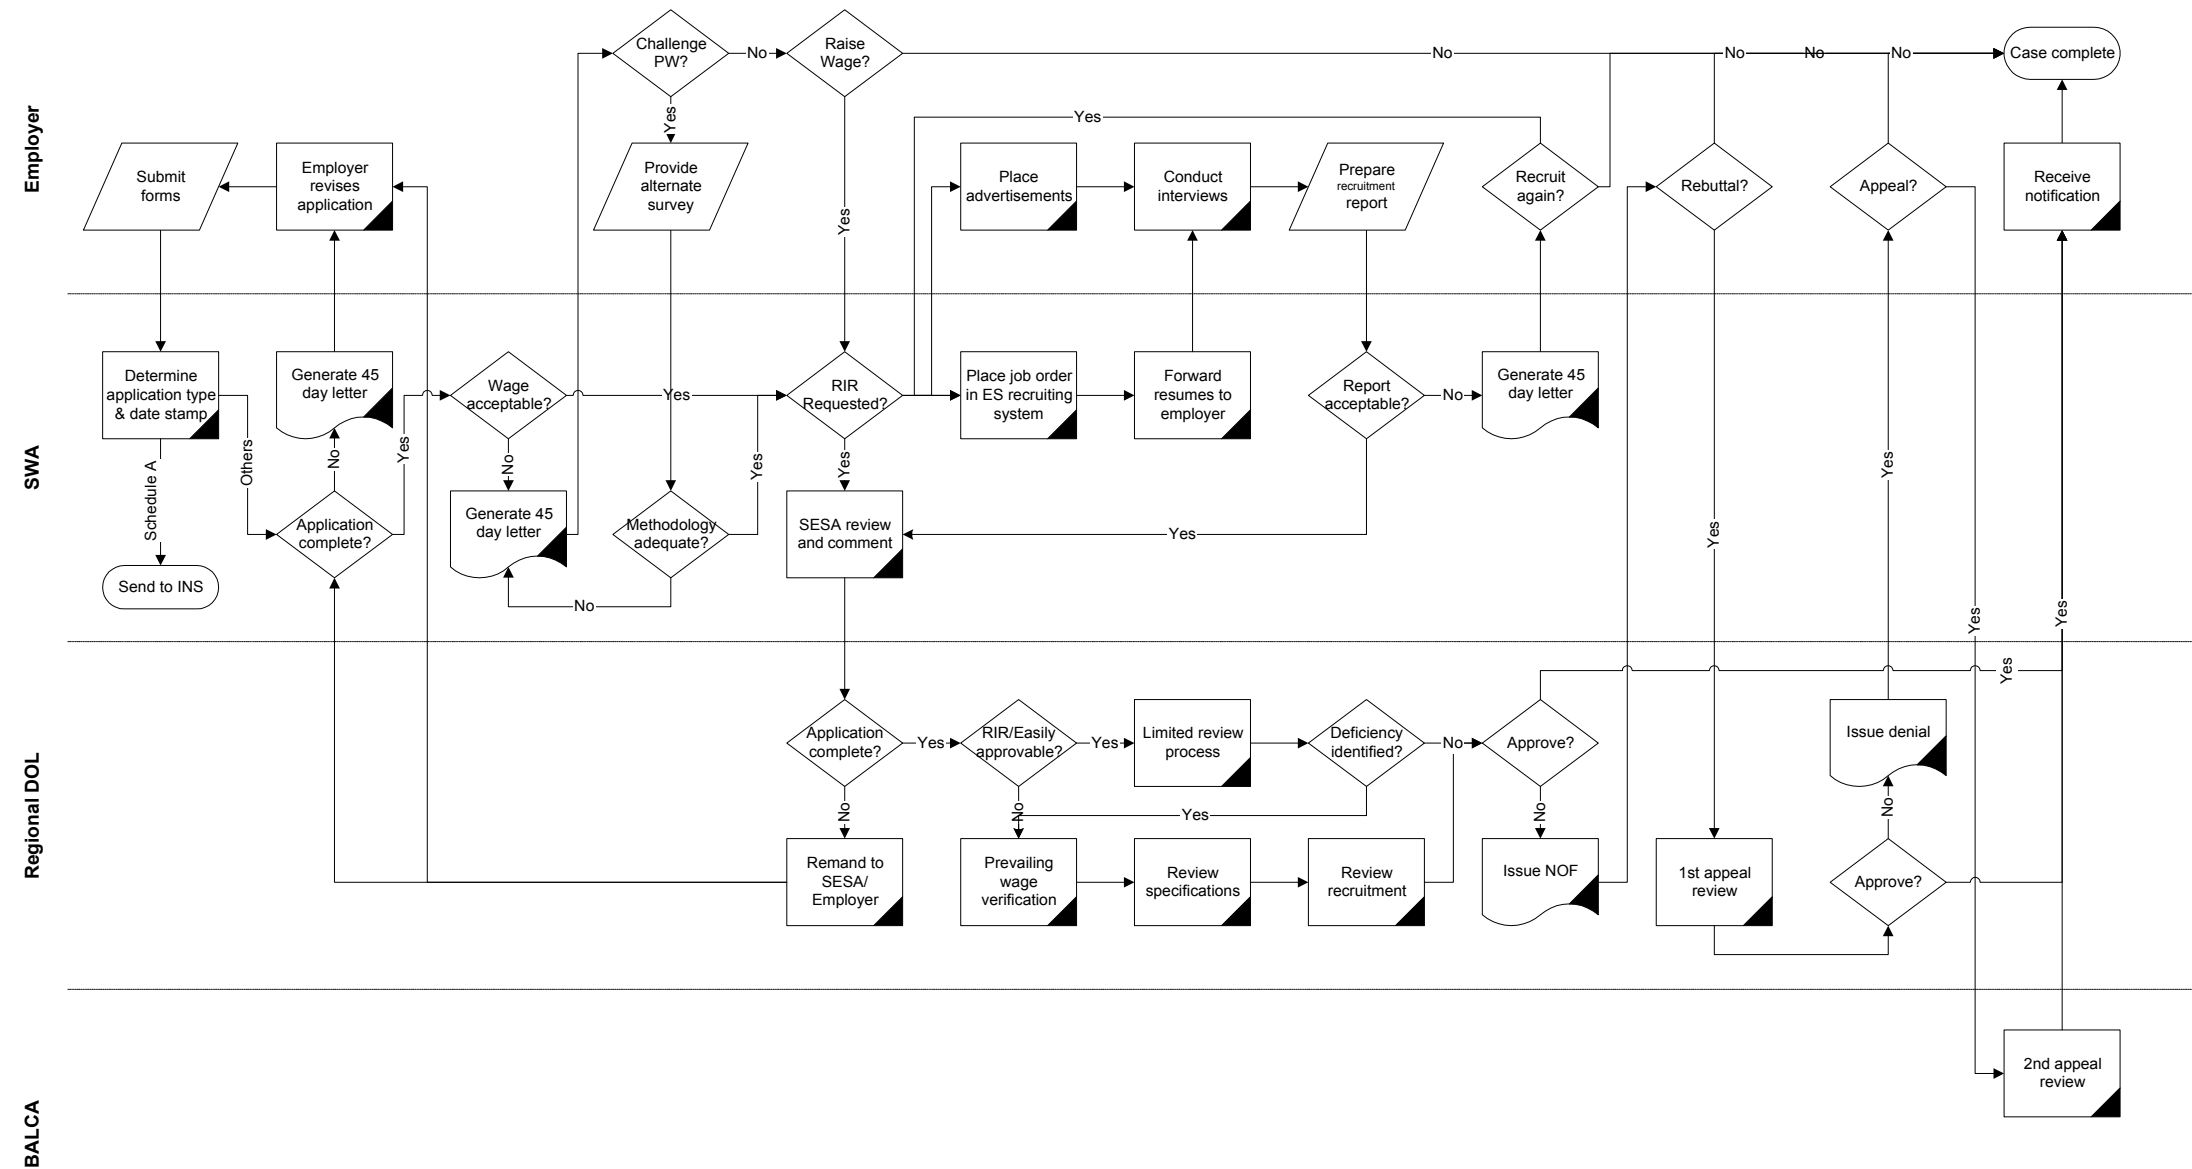 Employer
Challenge
PW?
No
Raise
Wage?
No
No
No
No
Case complete
Yes
Yes
Submit
forms
Employer
revises
application
Provide
alternate
survey
Yes
Place
advertisements
Conduct
interviews
Prepare
recruitment
report
Recruit
again?
Rebuttal?
Appeal?
Receive
notification
SWA
Determine
application type
& date stamp
Generate 45
day letter
Wage
acceptable?
Yes
RIR
Requested?
Place job order
in ES recruiting
system
Forward
resumes to
employer
Report
acceptable?
No
Generate 45
day letter
Schedule A
Others
No
Yes
No
Yes
Yes
Yes
Application
complete?
Generate 45
day letter
Methodology
adequate?
SESA review
and comment
Yes
Yes
Send to INS
No
Yes
Yes
Regional DOL
Yes
Application
complete?
Yes
RIR/Easily
approvable?
Yes
Limited review
process
Deficiency
identified?
No
Approve?
Issue denial
No
No
Yes
No
No
Remand to
SESA/
Employer
Prevailing
wage
verification
Review
specifications
Review
recruitment
Issue NOF
1st appeal
review
Approve?
BALCA
2nd appeal
review